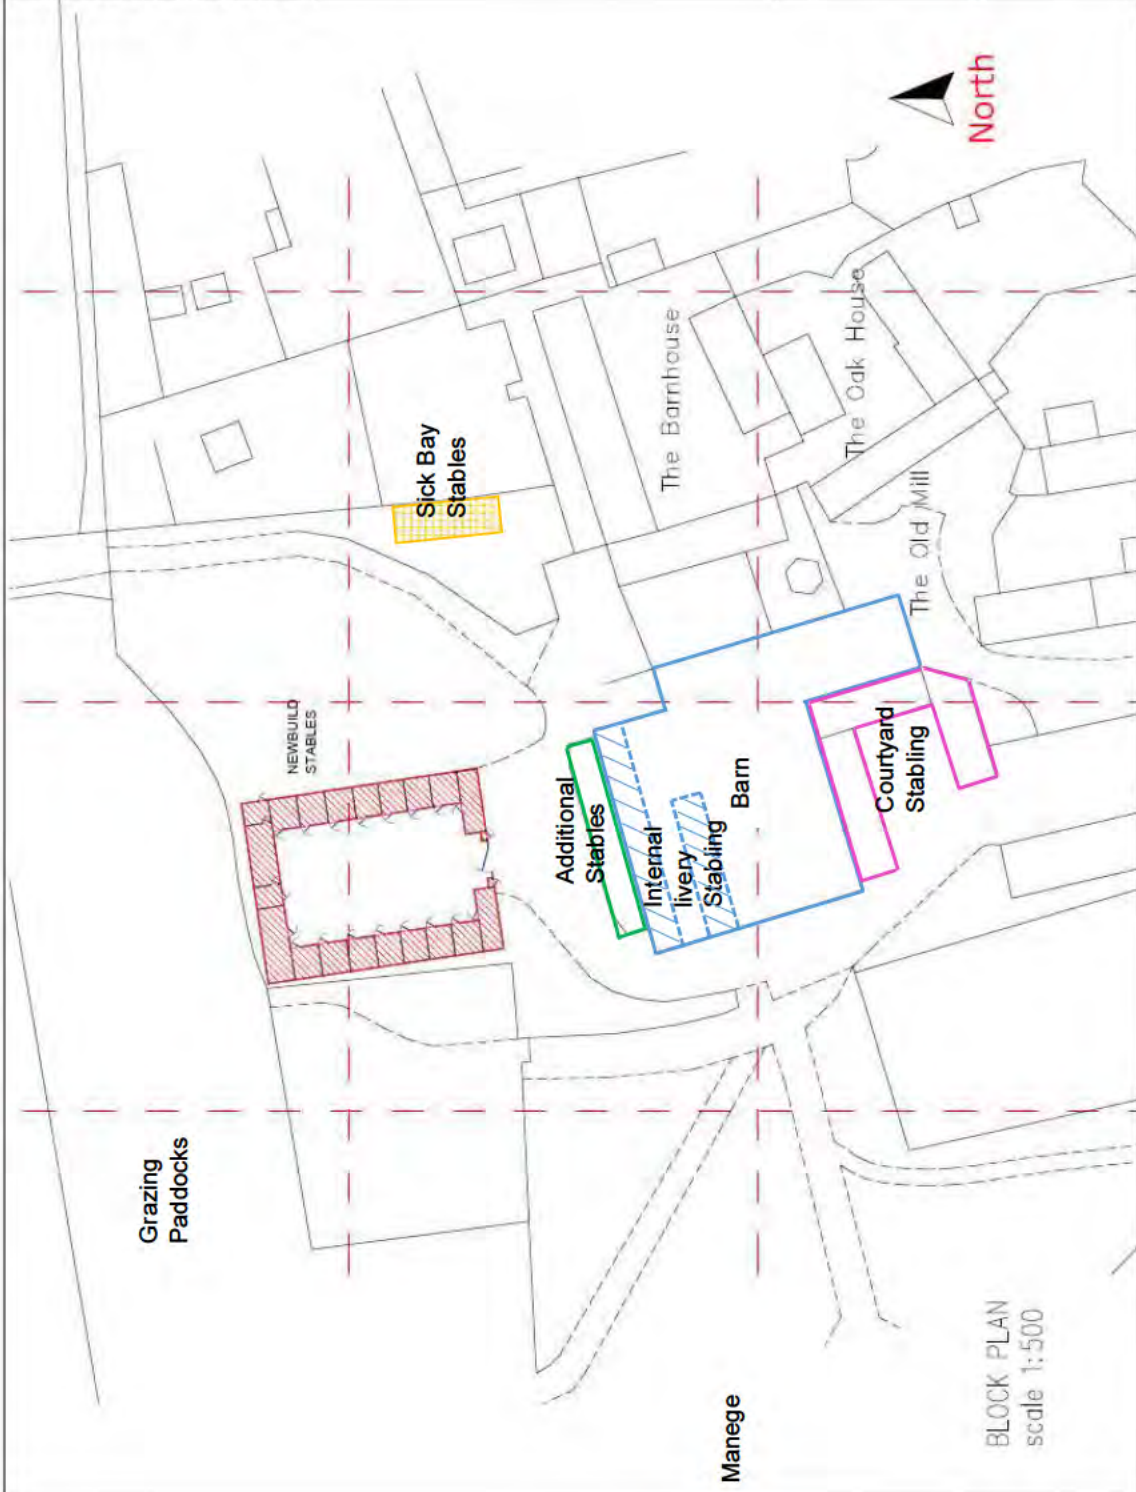 North
The Barnhouse
The Oak House
Sick Bay
Stables
The Old Mill
NEWBUILD
STABLES
Additional
Stables
Internal
livery
Stabling
Barn
Courtyard
Stabling
Grazing
Paddocks
Manege
BLOCK PLAN
scale 1:500